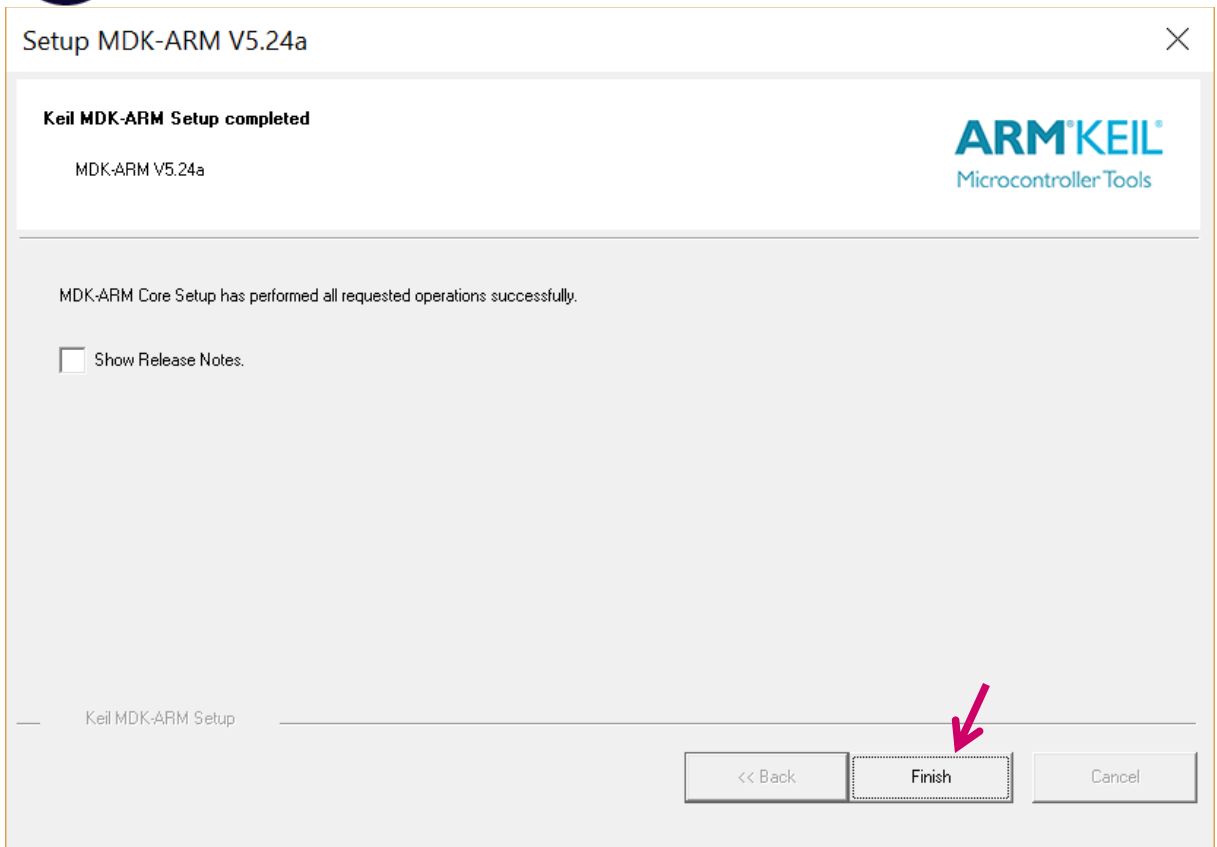 Setup MDK-ARM V5.24a
Keil MDK-ARM Setup completed
MDK-ARM V5.24a
ARM®KEIL®
Microcontroller Tools
MDK-ARM Core Setup has performed all requested operations successfully.
Show Release Notes.
Keil MDK-ARM Setup
<< Back
Finish
Cancel